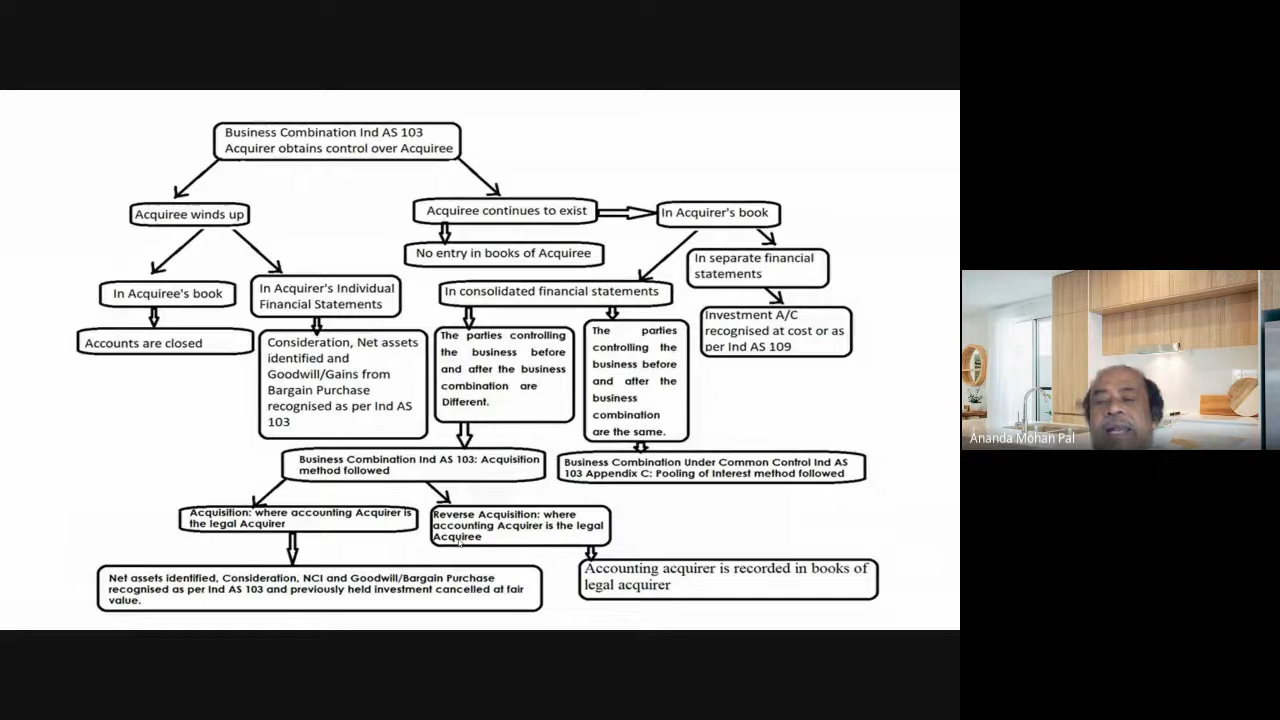 Business Combination Ind AS 103
Acquirer obtains control over Acquiree
Acquiree winds up
Acquiree continues to exist
In Acquirer's book
No entry in books of Acquiree
In separate financial
statements
In Acquiree's book
In Acquirer's Individual
Financial Statements
In consolidated financial statements
Investment A/C
recognised at cost or as
per Ind AS 109
Accounts are closed
Consideration, Net assets
identified and
Goodwill/Gains from
Bargain Purchase
recognised as per Ind AS
103
The parties controlling
the business before
and after the business
combination are
Different.
The parties
controlling the
business before
and after the
business
combination
are the same.
Business Combination Ind AS 103: Acquisition
method followed
Business Combination Under Common Control Ind AS
103 Appendix C: Pooling of Interest method followed
Acquisition: where accounting Acquirer is
the legal Acquirer
Reverse Acquisition: where
accounting Acquirer is the legal
Acquiree
Net assets identified, Consideration, NCI and Goodwill/Bargain Purchase
recognised as per Ind AS 103 and previously held investment cancelled at fair
value.
Accounting acquirer is recorded in books of
legal acquirer
Ananda Mohan Pal